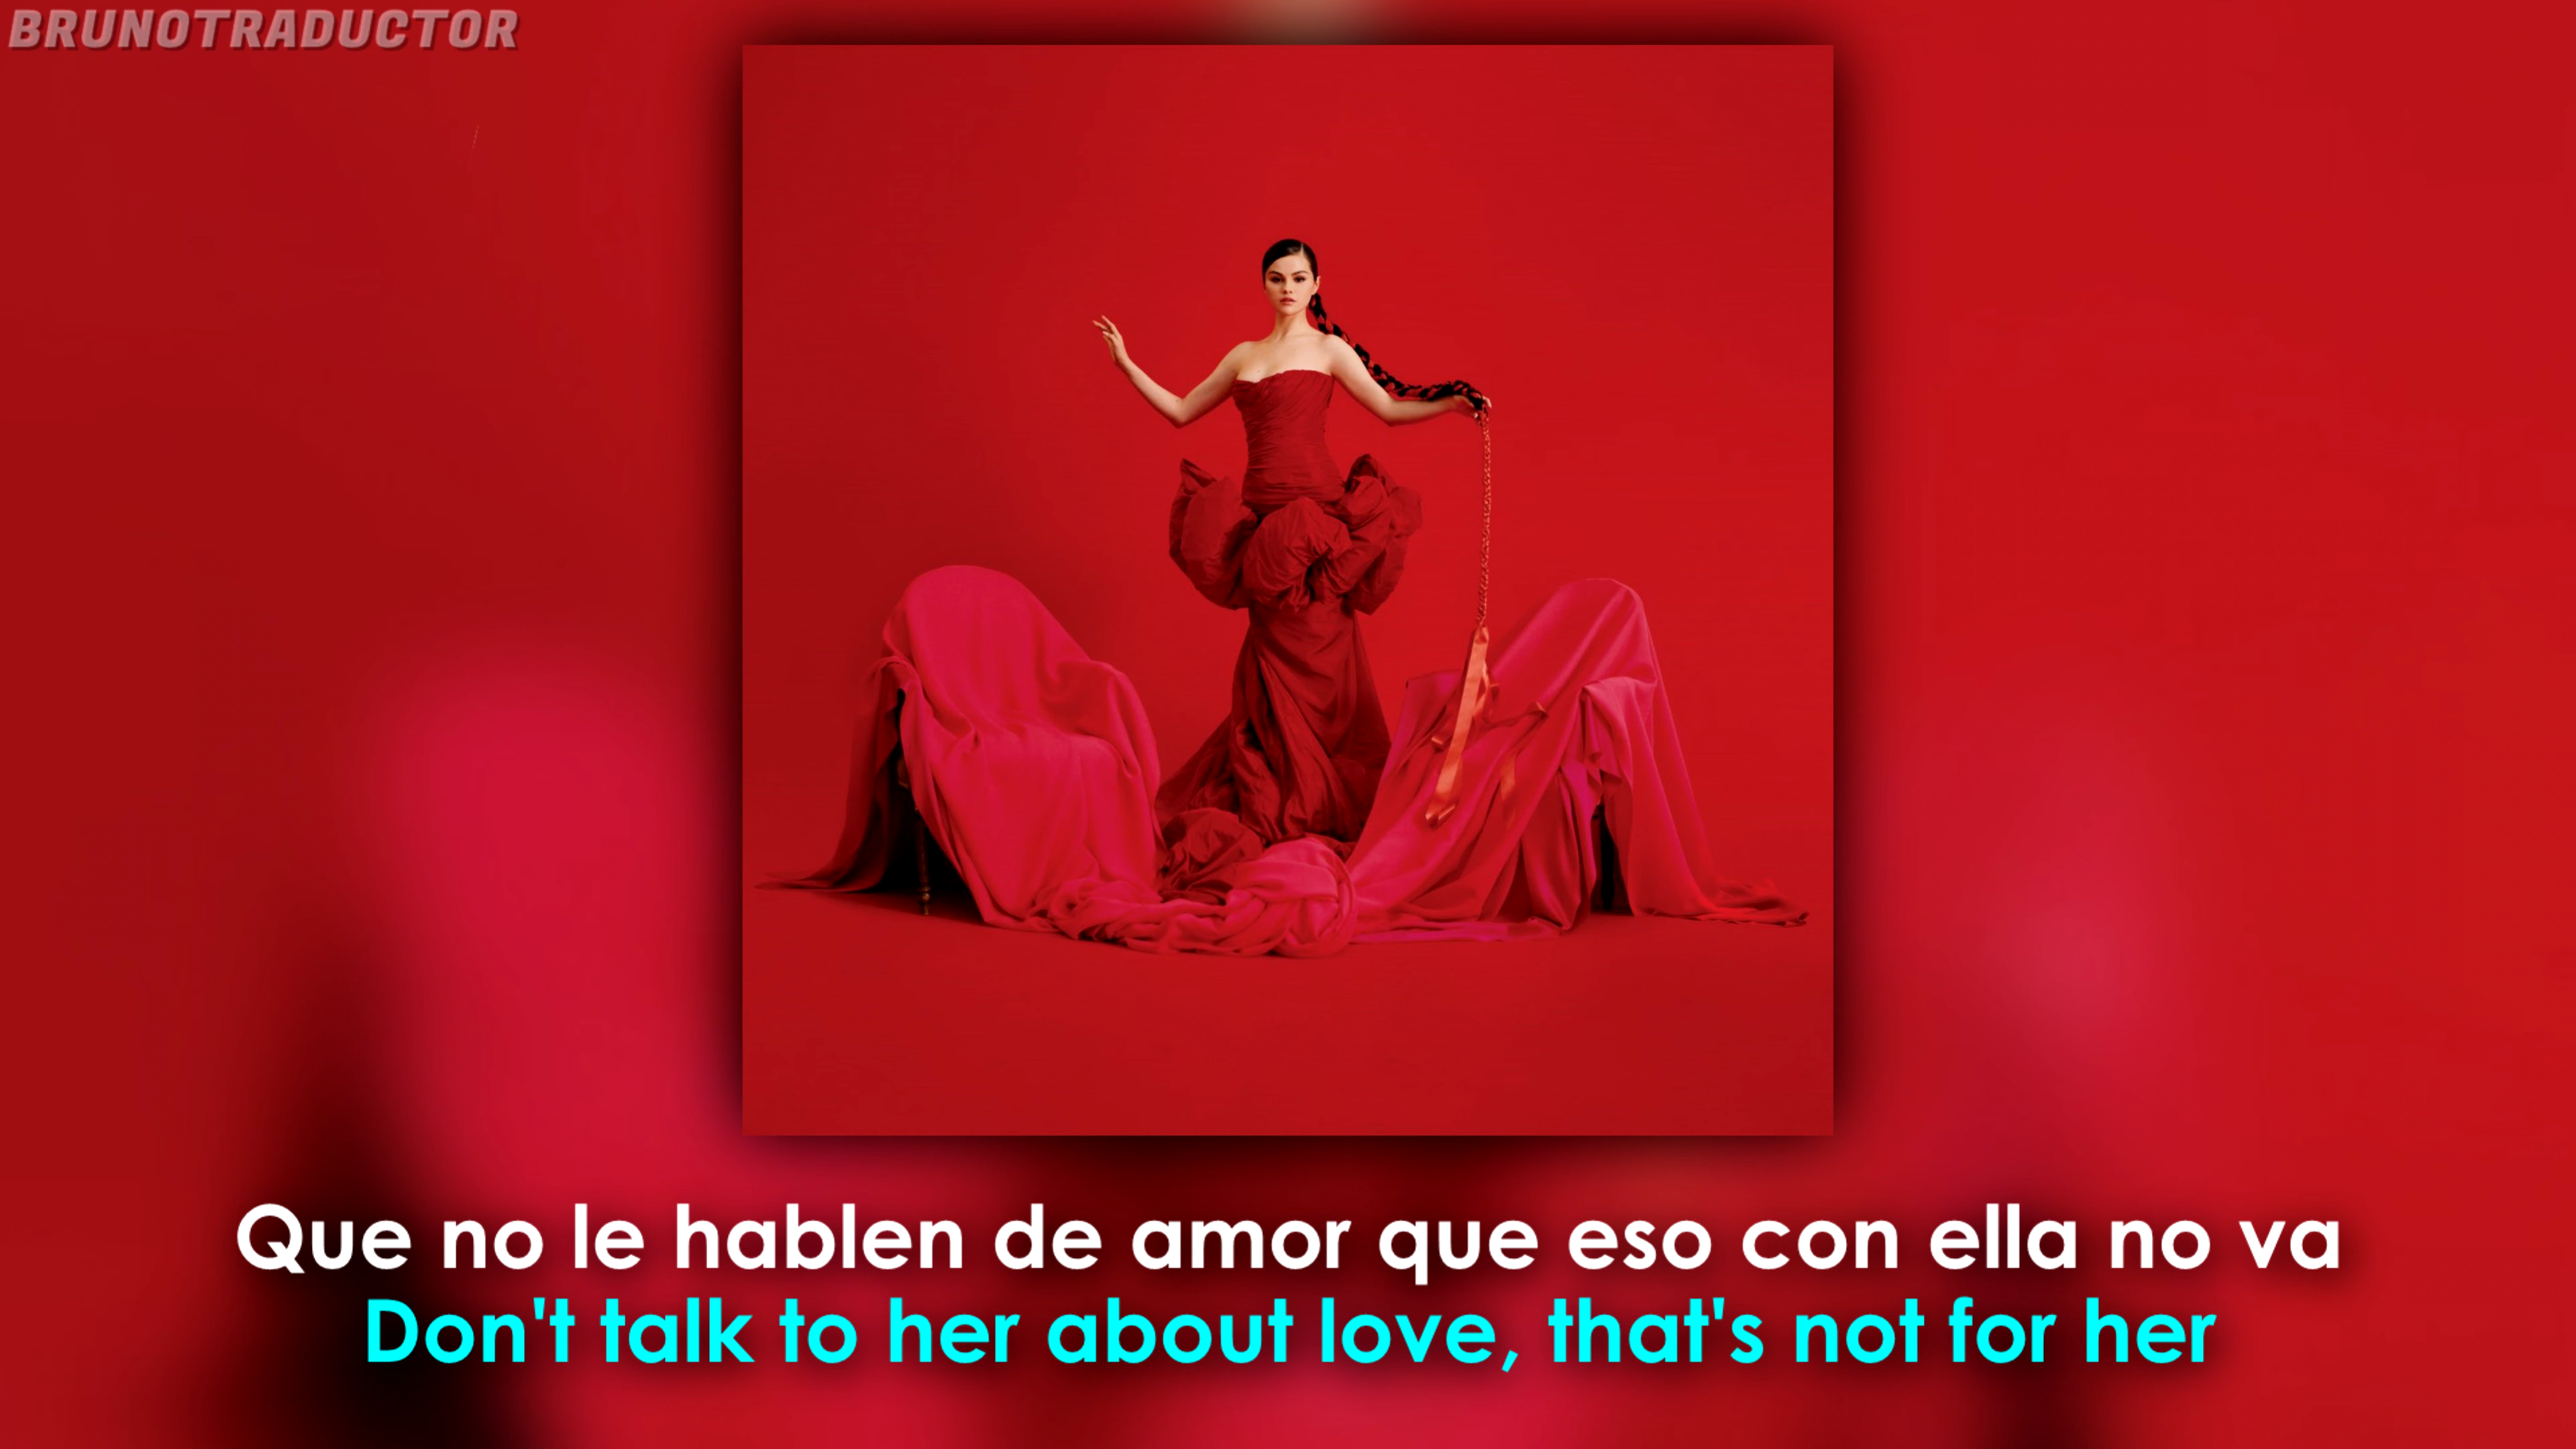 BRUNOTRADUCTOR
Que no le hablen de amor que eso con ella no va
Don't talk to her about love, that's not for her